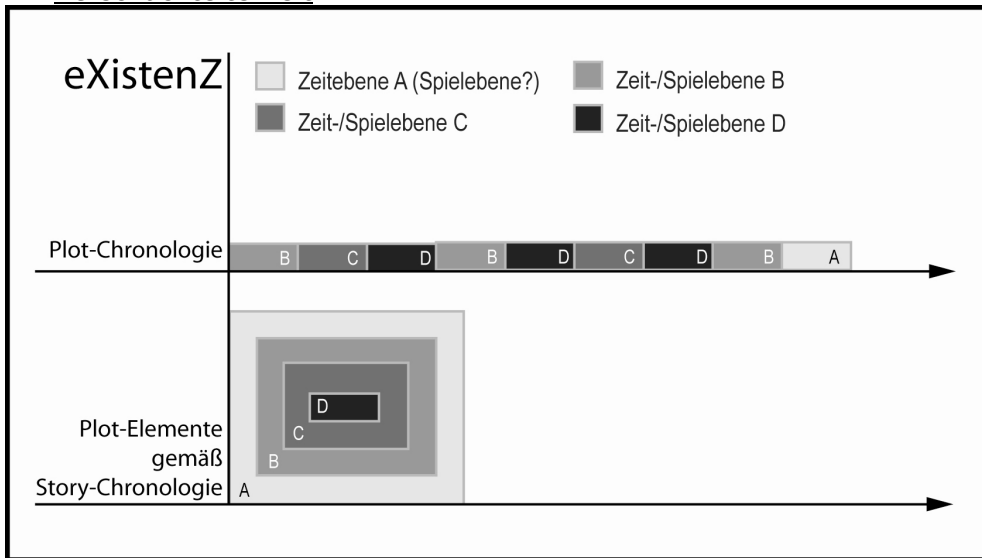 eXistenZ
Zeitebene A (Spielebene?)
Zeit-/Spielebene B
Zeit-/Spielebene C
Zeit-/Spielebene D
Plot-Chronologie
B C D B D C D B A
D
C
B
A
Plot-Elemente
gemäß
Story-Chronologie